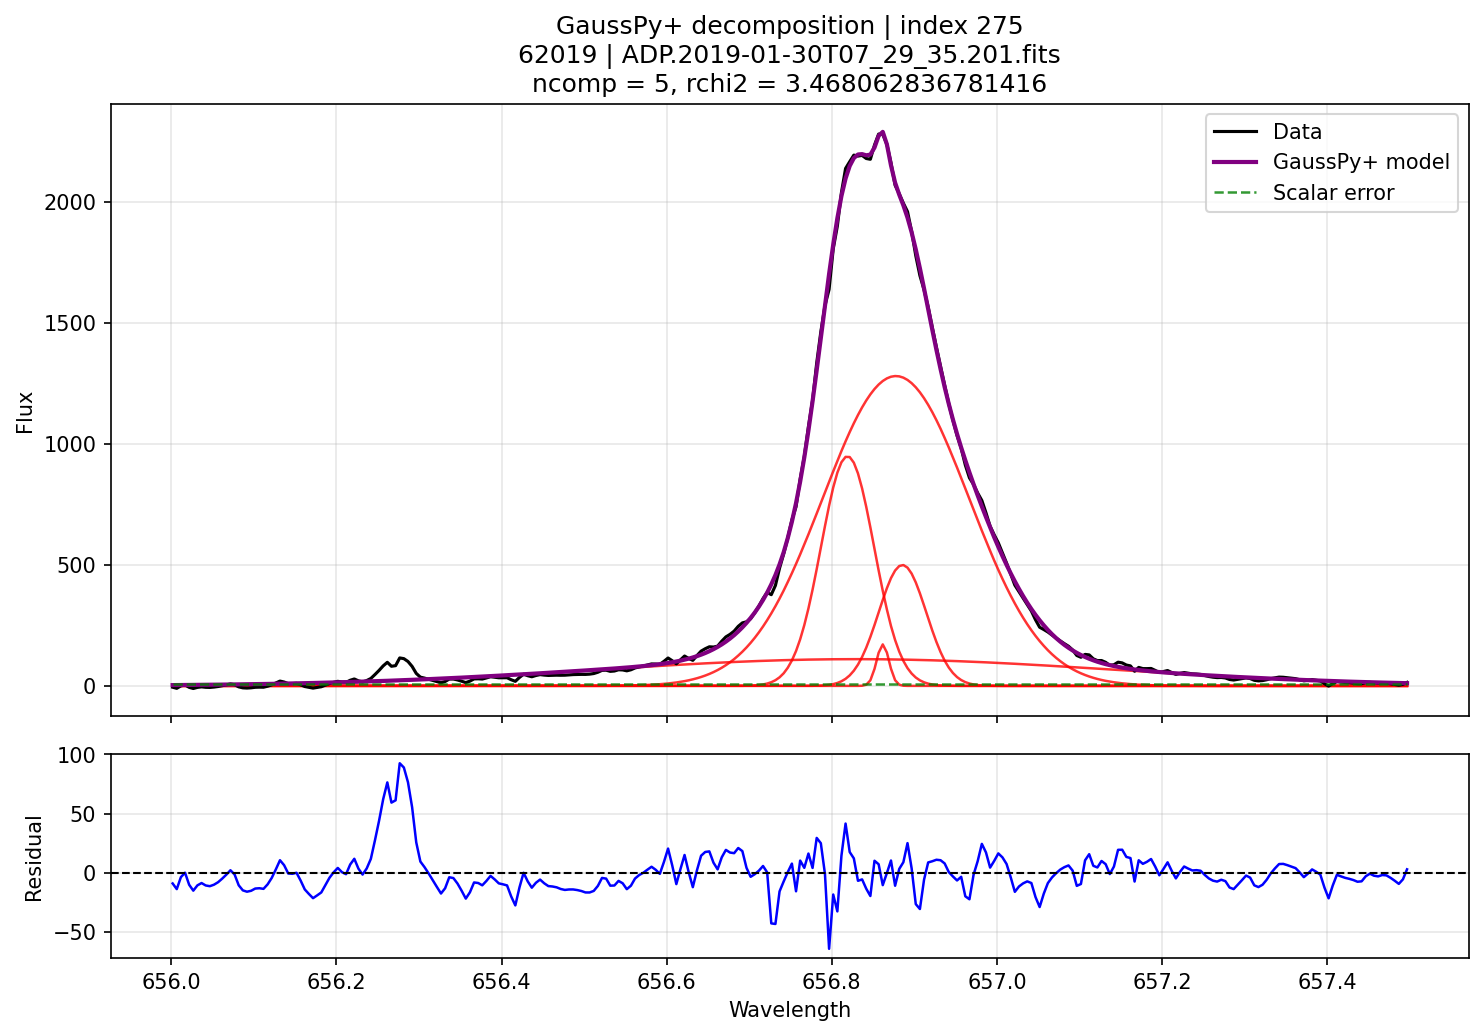 GaussPy+ decomposition | index 275
62019 | ADP.2019-01-30T07_29_35.201.fits
ncomp = 5, rchi2 = 3.468062836781416
Data
GaussPy+ model
Scalar error
Flux
2000
1500
1000
500
0
Residual
100
50
0
−50
656.0 656.2 656.4 656.6 656.8 657.0 657.2 657.4
Wavelength